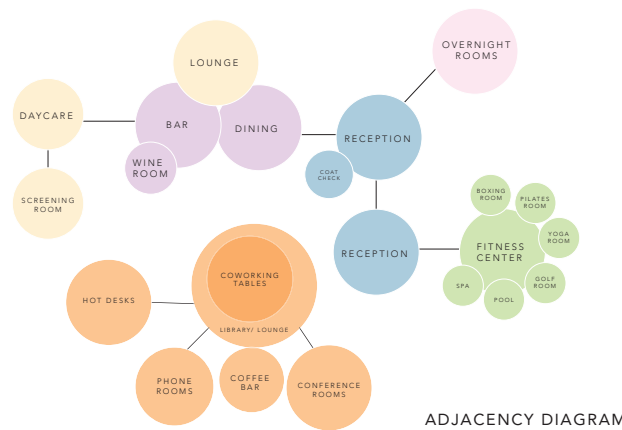 OVERNIGHT
ROOMS
LOUNGE
DAYCARE
BAR
DINING
RECEPTION
WINE
ROOM
COAT
CHECK
SCREENING
ROOM
BOXING
ROOM
PILATES
ROOM
YOGA
ROOM
FITNESS
CENTER
RECEPTION
GOLF
ROOM
SPA
POOL
COWORKING
TABLES
HOT DESKS
LIBRARY/ LOUNGE
PHONE
ROOMS
COFFEE
BAR
CONFERENCE
ROOMS
ADJACENCY DIAGRAM